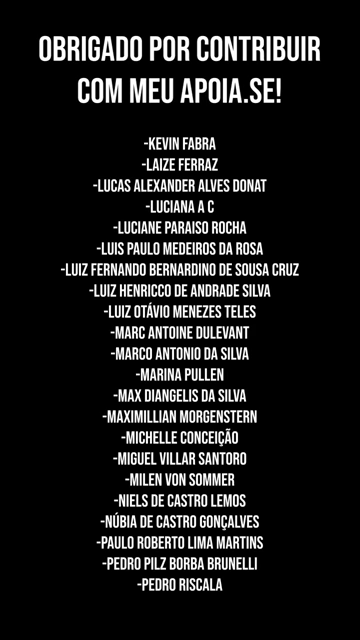 OBRIGADO POR CONTRIBUIR
COM MEU APOIA.SE!
-KEVIN FABRA
-LAIZE FERRAZ
-LUCAS ALEXANDER ALVES DONAT
-LUCIANA A C
-LUCIANE PARAISO ROCHA
-LUIS PAULO MEDEIROS DA ROSA
-LUIZ FERNANDO BERNARDINO DE SOUSA CRUZ
-LUIZ HENRICCO DE ANDRADE SILVA
-LUIZ OTÁVIO MENEZES TELES
-MARC ANTOINE DULEVANT
-MARCO ANTONIO DA SILVA
-MARINA PULLEN
-MAX DIANGELIS DA SILVA
-MAXIMILLIAN MORGENSTERN
-MICHELLE CONCEIÇÃO
-MIGUEL VILLAR SANTORO
-MILEN VON SOMMER
-NIELS DE CASTRO LEMOS
-NÚBIA DE CASTRO GONÇALVES
-PAULO ROBERTO LIMA MARTINS
-PEDRO PILZ BORBA BRUNELLI
-PEDRO RISCALA